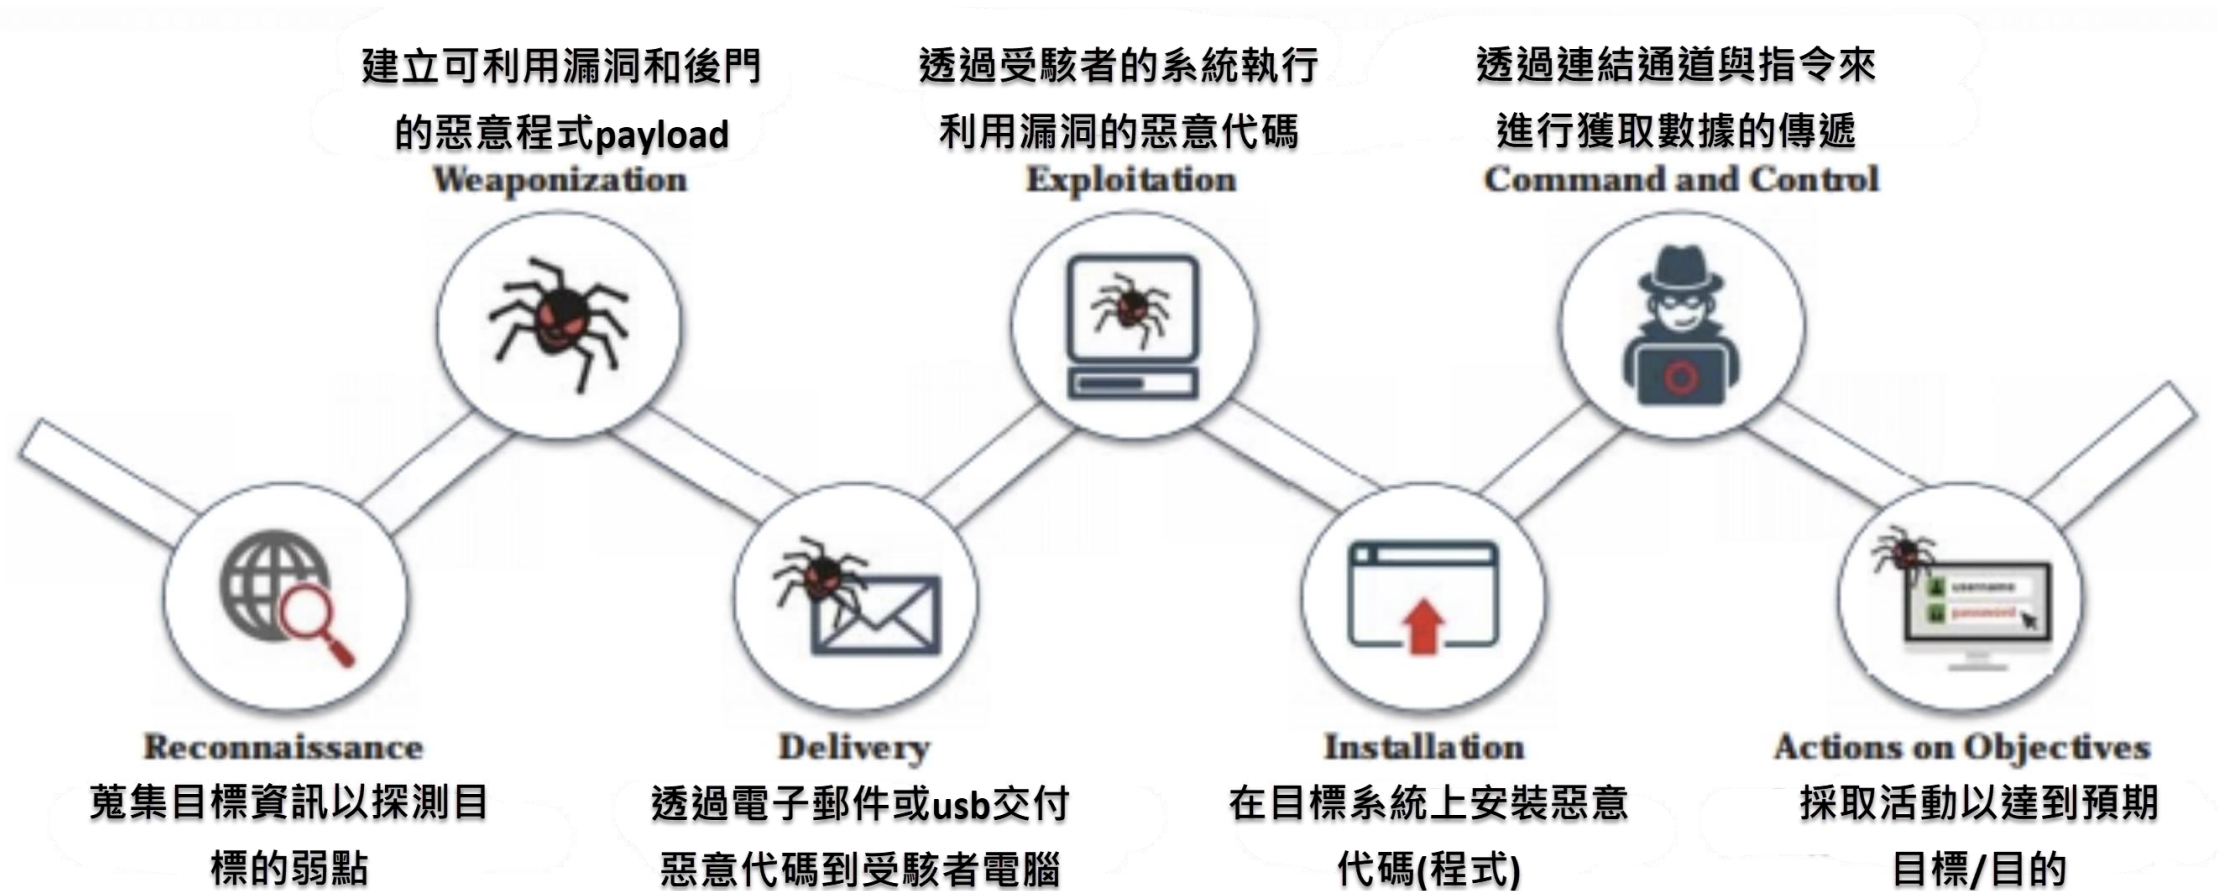 建立可利用漏洞和後門
的惡意程式payload
Weaponization
透過受駭者的系統執行
利用漏洞的惡意代碼
Exploitation
透過連結通道與指令來
進行獲取數據的傳遞
Command and Control
username
password
Reconnaissance
蒐集目標資訊以探測目
標的弱點
Delivery
透過電子郵件或usb交付
惡意代碼到受駭者電腦
Installation
在目標系統上安裝惡意
代碼(程式)
Actions on Objectives
採取活動以達到預期
目標/目的